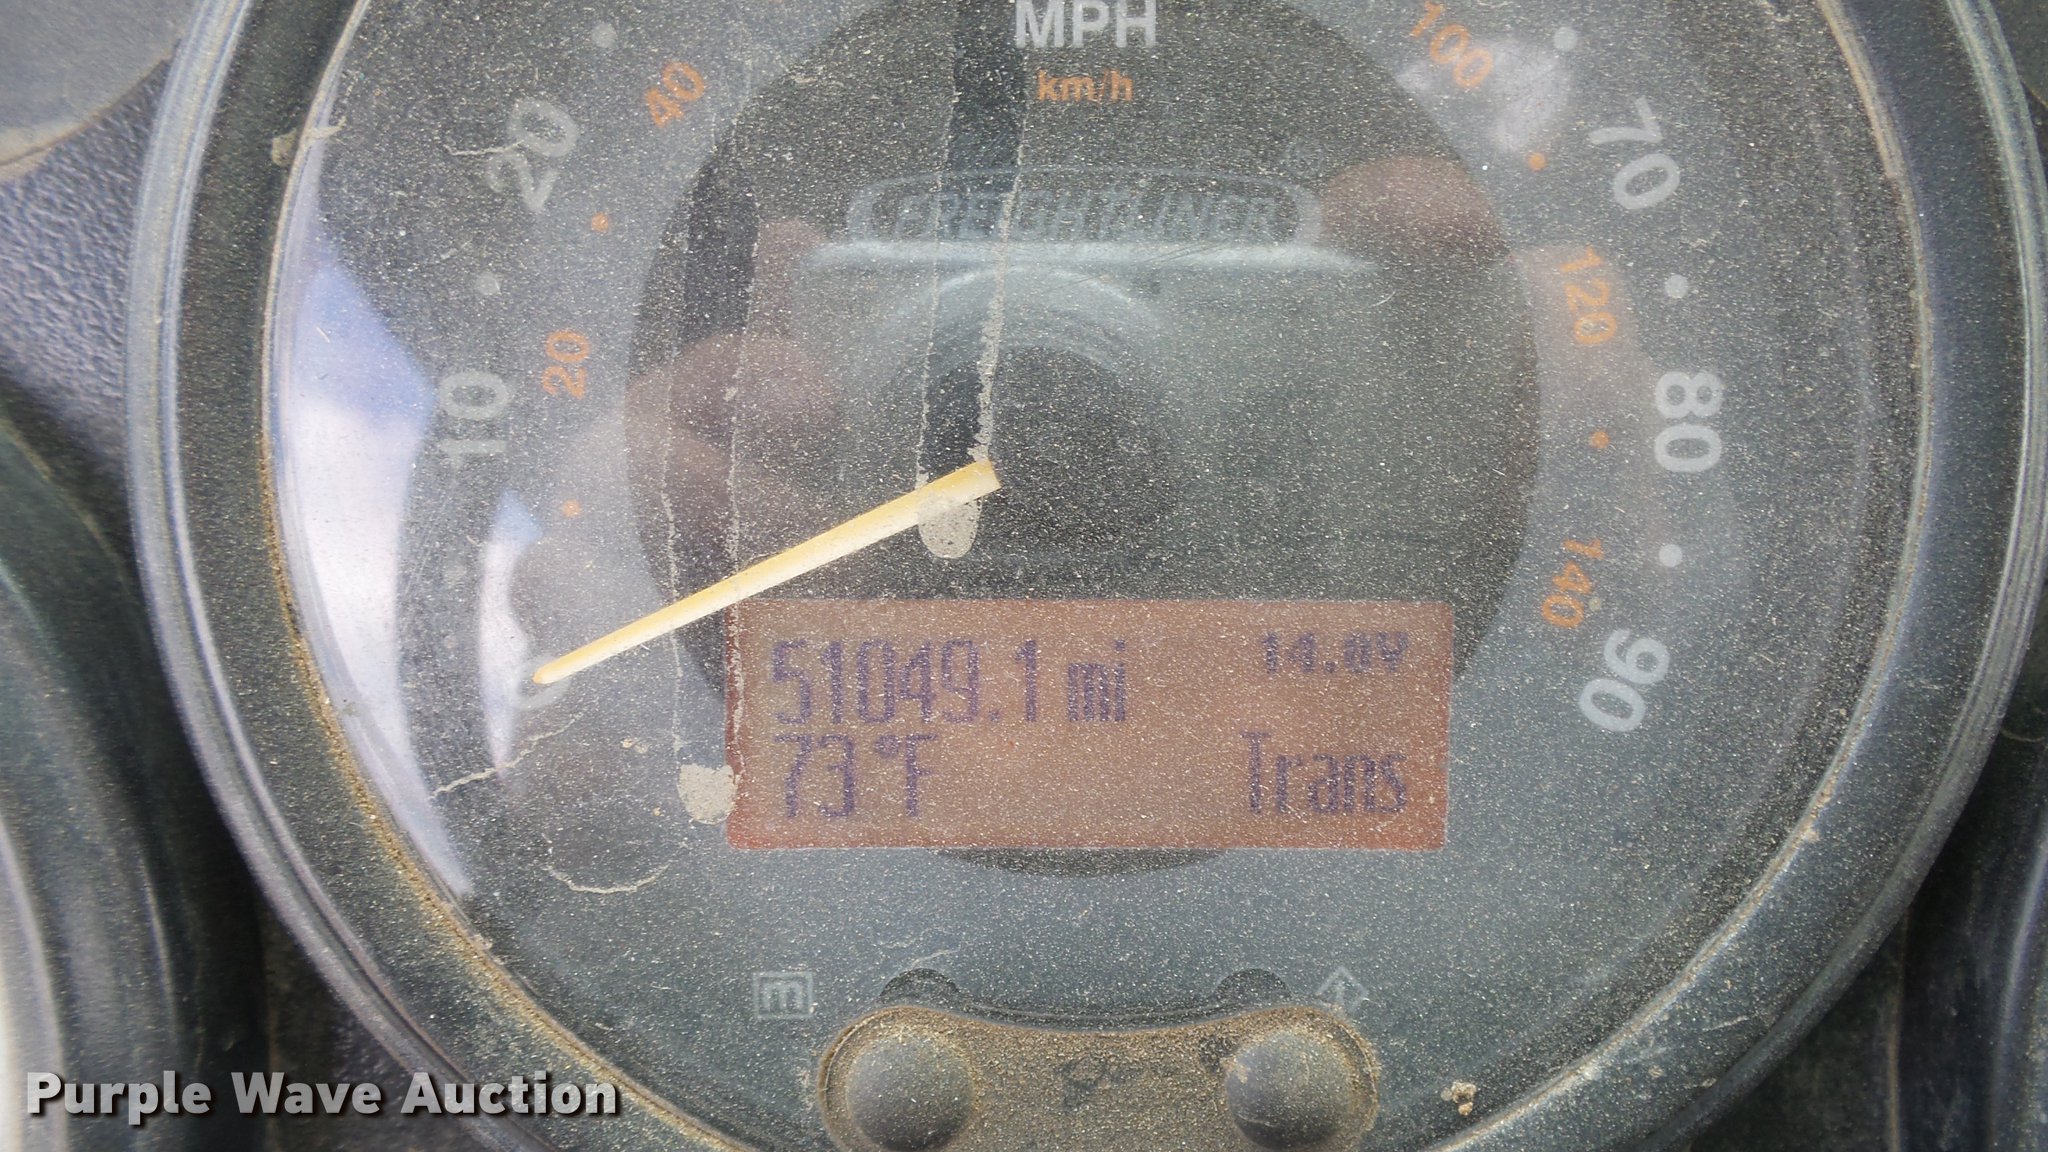 MPH
km/h
FREIGHTLINER
10
20
70
80
90
20
40
100
120
140
51049.1 mi
14.0V
73°F
Trans
m
Purple Wave Auction